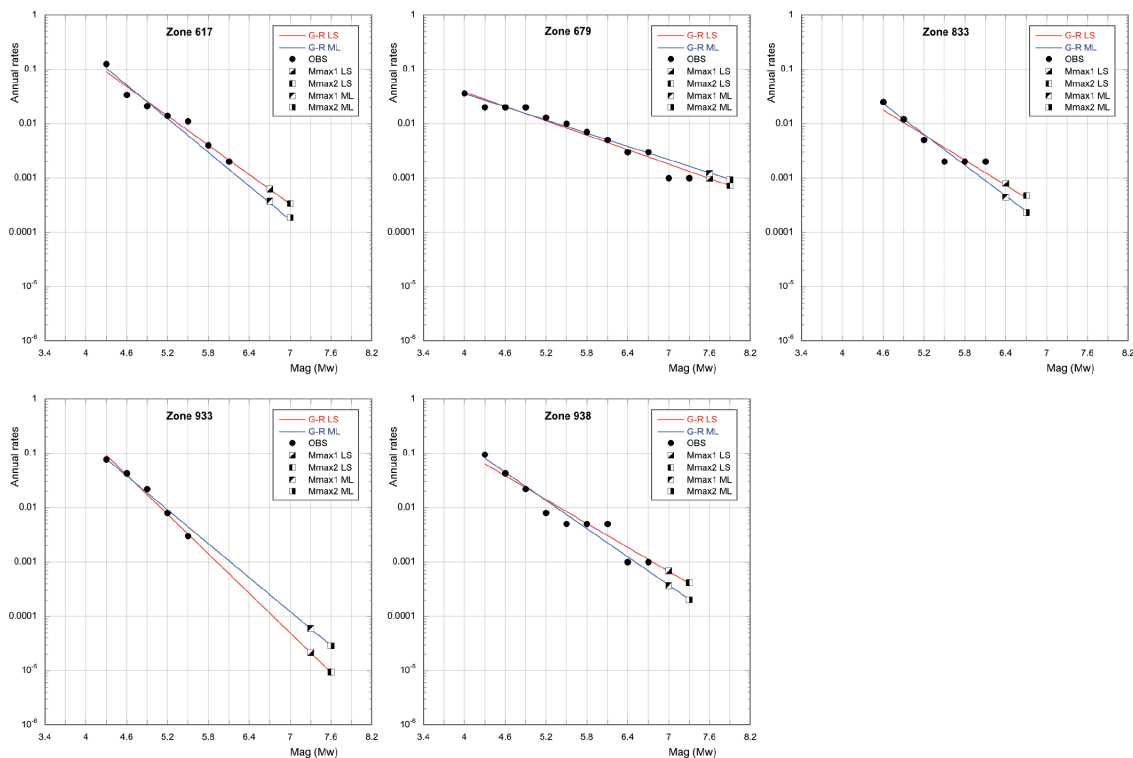 Zone 617
Annual rates
G-R LS
G-R ML
OBS
Mmax1 LS
Mmax2 LS
Mmax1 ML
Mmax2 ML
1
0.1
0.01
0.001
0.0001
10-5
10-6
3.4 4 4.6 5.2 5.8 6.4 7 7.6 8.2
Mag (Mw)
Zone 679
Annual rates
G-R LS
G-R ML
OBS
Mmax1 LS
Mmax2 LS
Mmax1 ML
Mmax2 ML
1
0.1
0.01
0.001
0.0001
10-5
10-6
3.4 4 4.6 5.2 5.8 6.4 7 7.6 8.2
Mag (Mw)
Zone 833
Annual rates
G-R LS
G-R ML
OBS
Mmax1 LS
Mmax2 LS
Mmax1 ML
Mmax2 ML
1
0.1
0.01
0.001
0.0001
10-5
10-6
3.4 4 4.6 5.2 5.8 6.4 7 7.6 8.2
Mag (Mw)
Zone 933
Annual rates
G-R LS
G-R ML
OBS
Mmax1 LS
Mmax2 LS
Mmax1 ML
Mmax2 ML
1
0.1
0.01
0.001
0.0001
10-5
10-6
3.4 4 4.6 5.2 5.8 6.4 7 7.6 8.2
Mag (Mw)
Zone 938
Annual rates
G-R LS
G-R ML
OBS
Mmax1 LS
Mmax2 LS
Mmax1 ML
Mmax2 ML
1
0.1
0.01
0.001
0.0001
10-5
10-6
3.4 4 4.6 5.2 5.8 6.4 7 7.6 8.2
Mag (Mw)